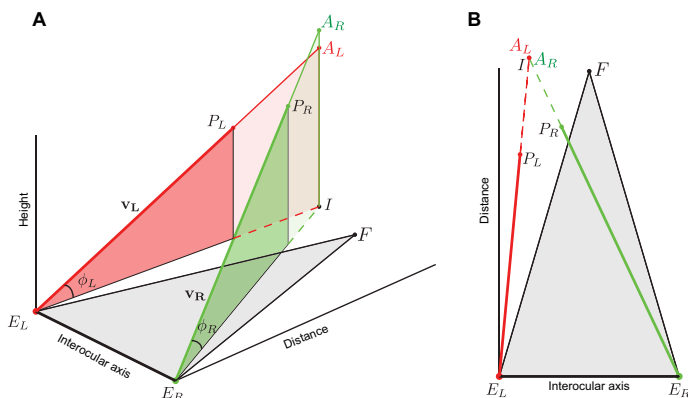 A
A_R
A_L
P_L
P_R
Height
v_L
I
F
ϕ_L
v_R
ϕ_R
Distance
E_L
Interocular axis
E_R
B
A_L
I
A_R
F
P_R
P_L
Distance
E_L
Interocular axis
E_R